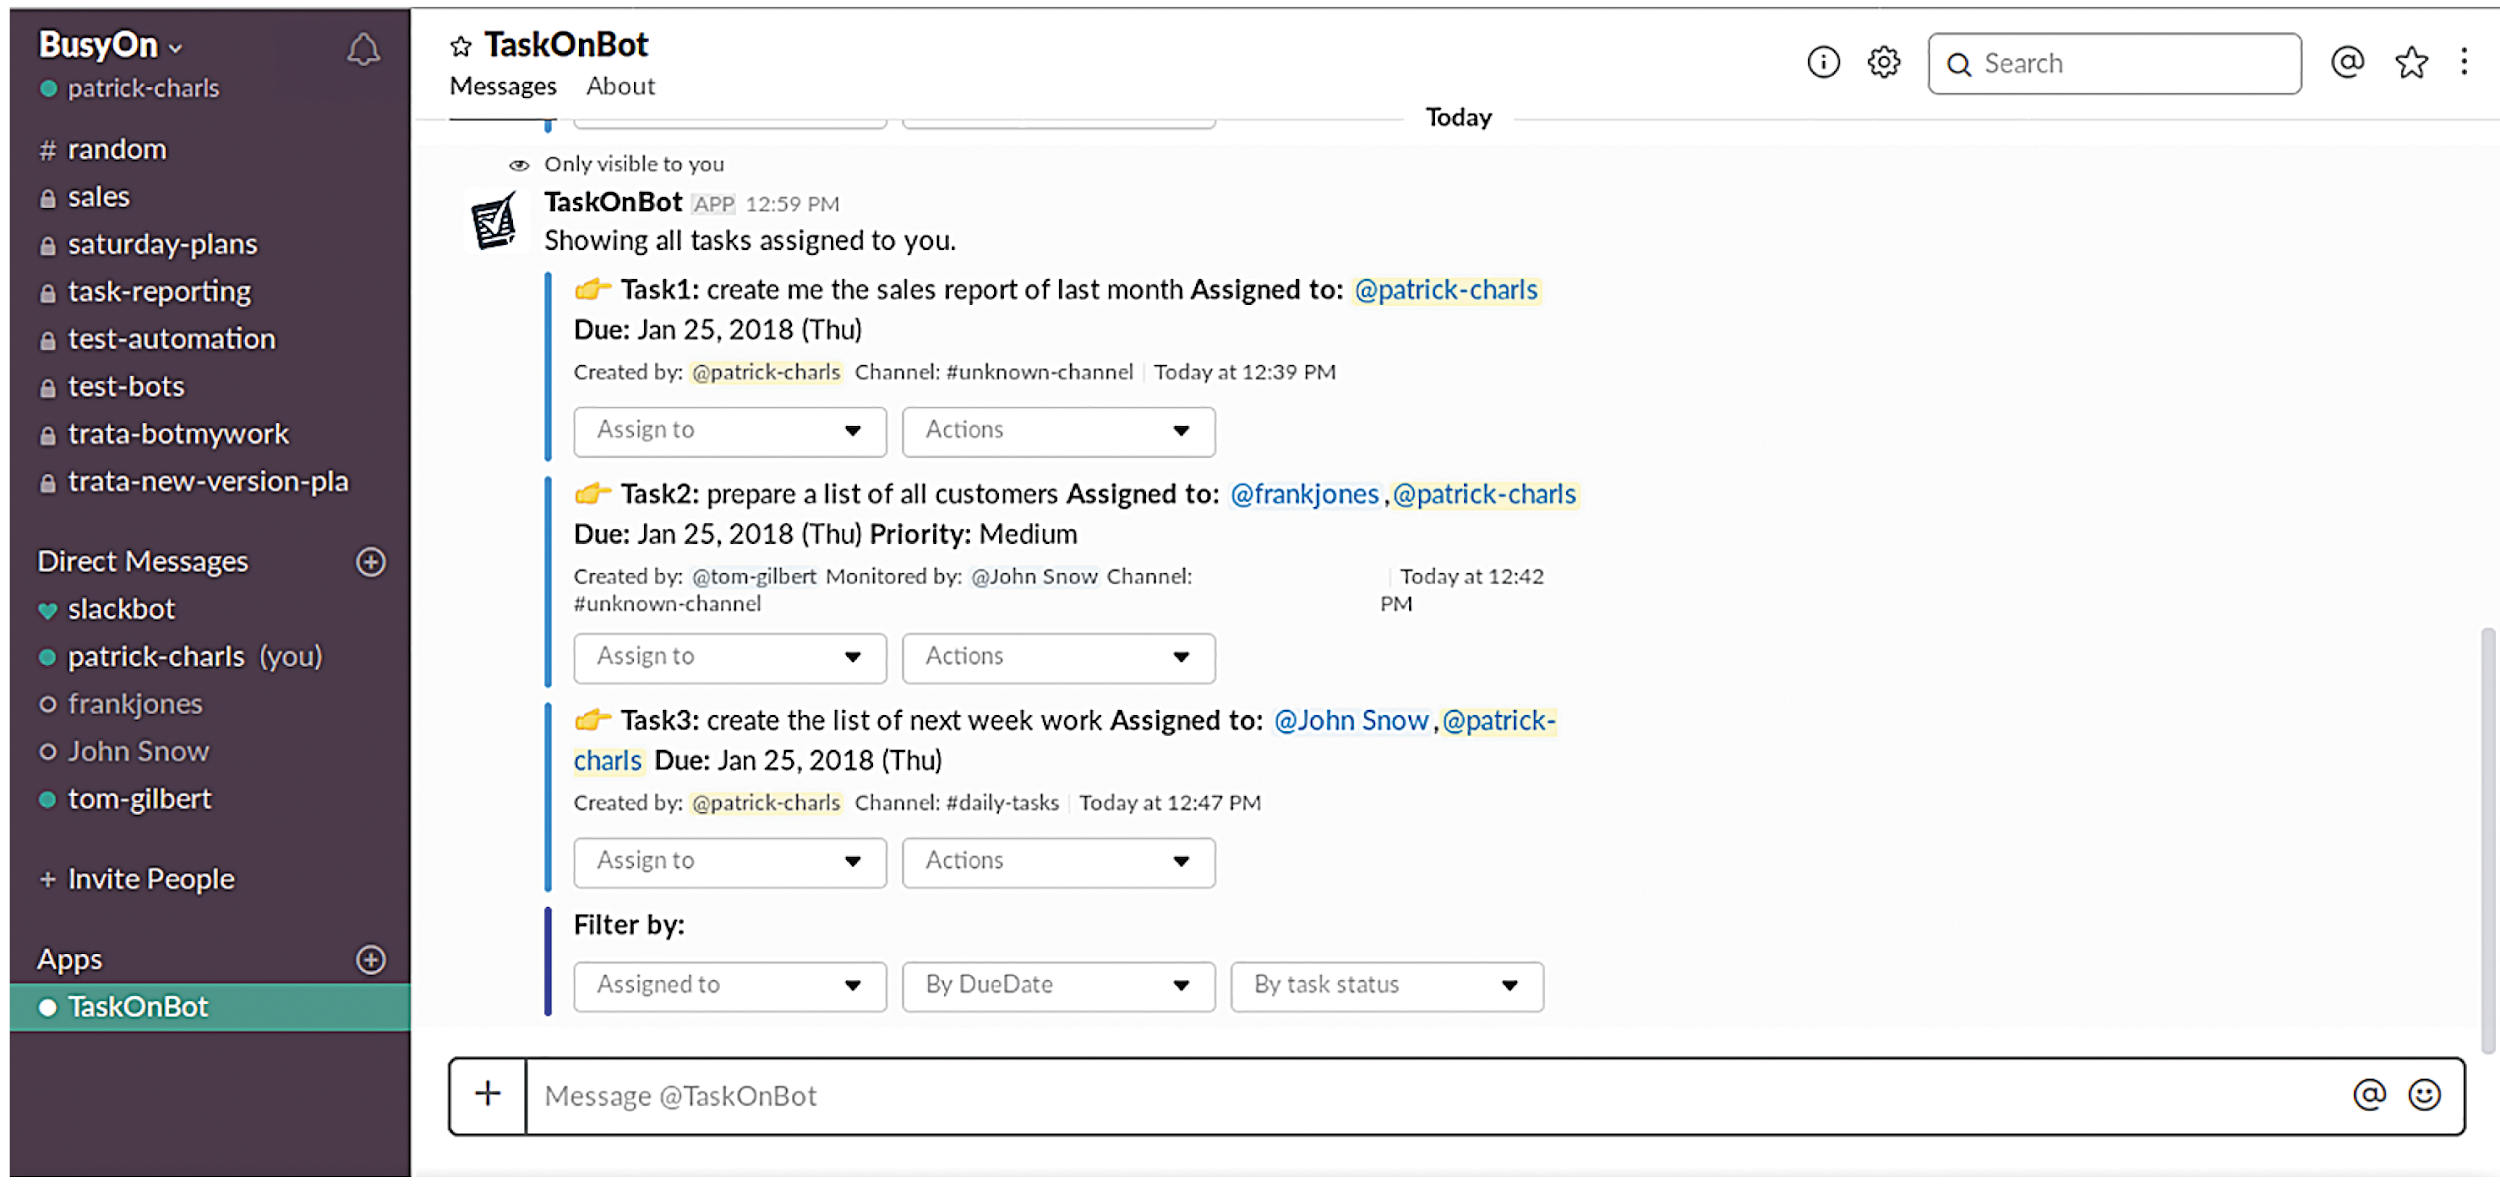 BusyOn
patrick-charls
# random
sales
saturday-plans
task-reporting
test-automation
test-bots
trata-botmywork
trata-new-version-pla
Direct Messages
slackbot
patrick-charls (you)
frankjones
John Snow
tom-gilbert
+ Invite People
Apps
TaskOnBot
TaskOnBot
Messages About
Search
Today
Only visible to you
TaskOnBot APP 12:59 PM
Showing all tasks assigned to you.
👉 Task1: create me the sales report of last month Assigned to: @patrick-charls
Due: Jan 25, 2018 (Thu)
Created by: @patrick-charls Channel: #unknown-channel | Today at 12:39 PM
Assign to Actions
👉 Task2: prepare a list of all customers Assigned to: @frankjones ,@patrick-charls
Due: Jan 25, 2018 (Thu) Priority: Medium
Created by: @tom-gilbert Monitored by: @John Snow Channel: | Today at 12:42
#unknown-channel PM
Assign to Actions
👉 Task3: create the list of next week work Assigned to: @John Snow ,@patrick-
charls Due: Jan 25, 2018 (Thu)
Created by: @patrick-charls Channel: #daily-tasks | Today at 12:47 PM
Assign to Actions
Filter by:
Assigned to By DueDate By task status
+ Message @TaskOnBot @